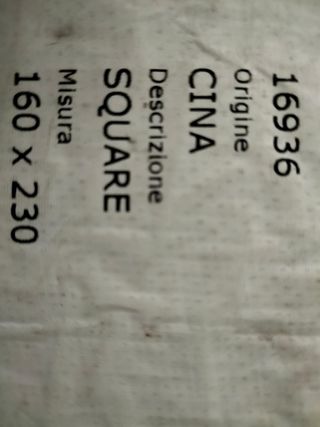 16936
Origine
CINA
Descrizione
SQUARE
Misura
160 x 230